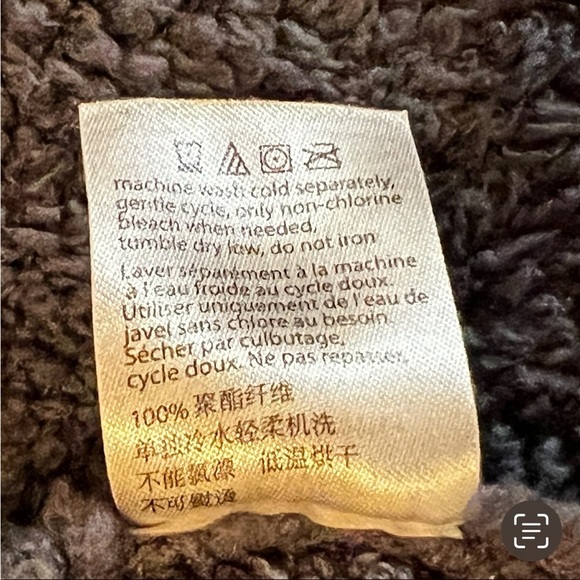 machine wash cold separately,
gentle cycle, only non-chlorine
bleach when needed,
tumble dry low, do not iron
Laver séparément à la machine
à l'eau froide au cycle doux.
Utiliser uniquement de l'eau de
javel sans chlore au besoin.
Sécher par culbutage,
cycle doux. Ne pas repasser.
100% 聚酯纤维
单独冷水轻柔机洗
不能氯漂 低温烘干
不可熨烫